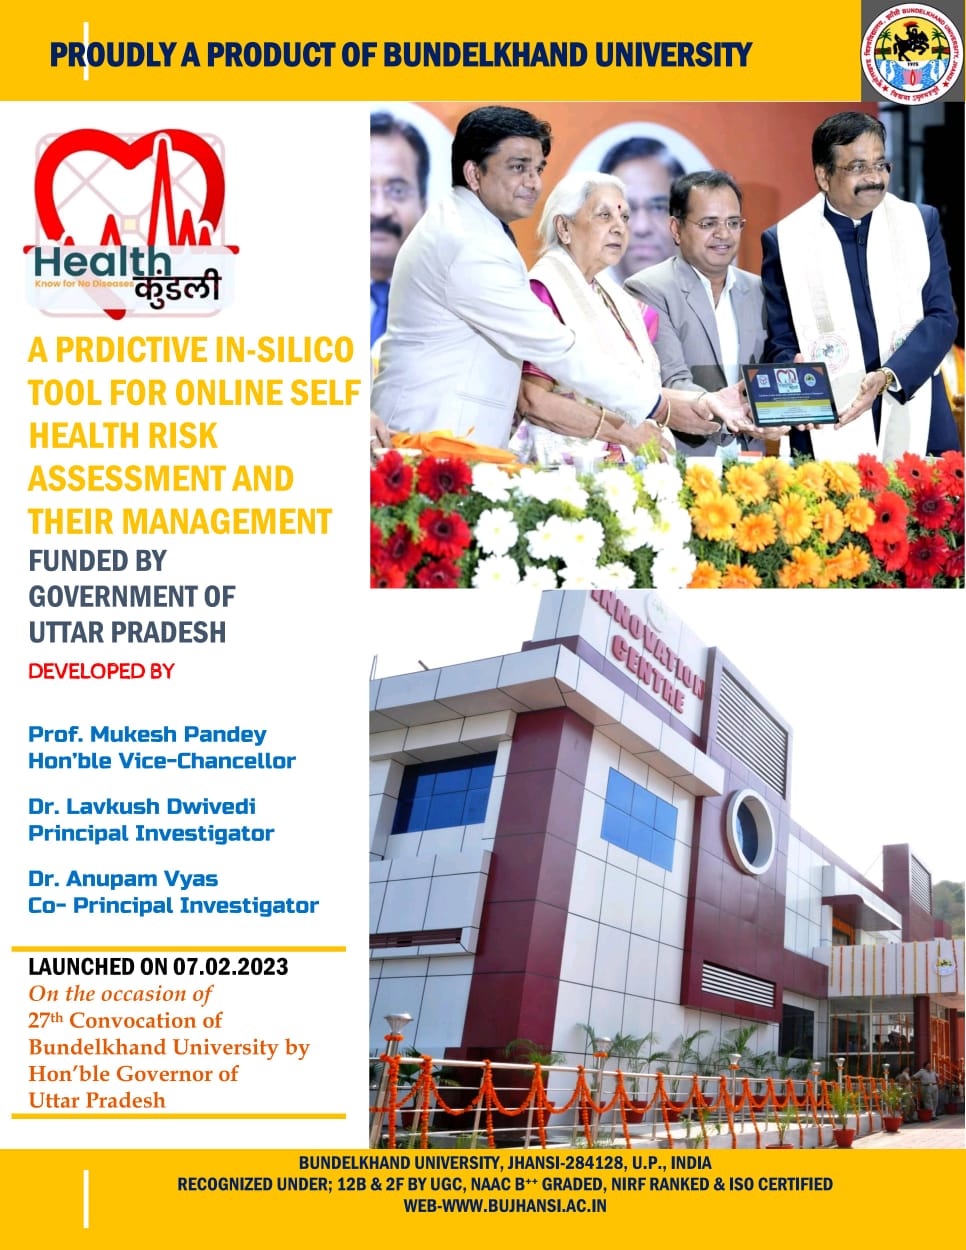 PROUDLY A PRODUCT OF BUNDELKHAND UNIVERSITY
BUNDELKHAND UNIVERSITY, JHANSI
1975
Health
Know for No Diseases
कुंडली
A PRDICTIVE IN-SILICO
TOOL FOR ONLINE SELF
HEALTH RISK
ASSESSMENT AND
THEIR MANAGEMENT
FUNDED BY
GOVERNMENT OF
UTTAR PRADESH
DEVELOPED BY
Prof. Mukesh Pandey
Hon’ble Vice-Chancellor
Dr. Lavkush Dwivedi
Principal Investigator
Dr. Anupam Vyas
Co- Principal Investigator
LAUNCHED ON 07.02.2023
On the occasion of
27th Convocation of
Bundelkhand University by
Hon’ble Governor of
Uttar Pradesh
INNOVATION
CENTRE
BUNDELKHAND UNIVERSITY, JHANSI-284128, U.P., INDIA
RECOGNIZED UNDER; 12B & 2F BY UGC, NAAC B++ GRADED, NIRF RANKED & ISO CERTIFIED
WEB-WWW.BUJHANSI.AC.IN